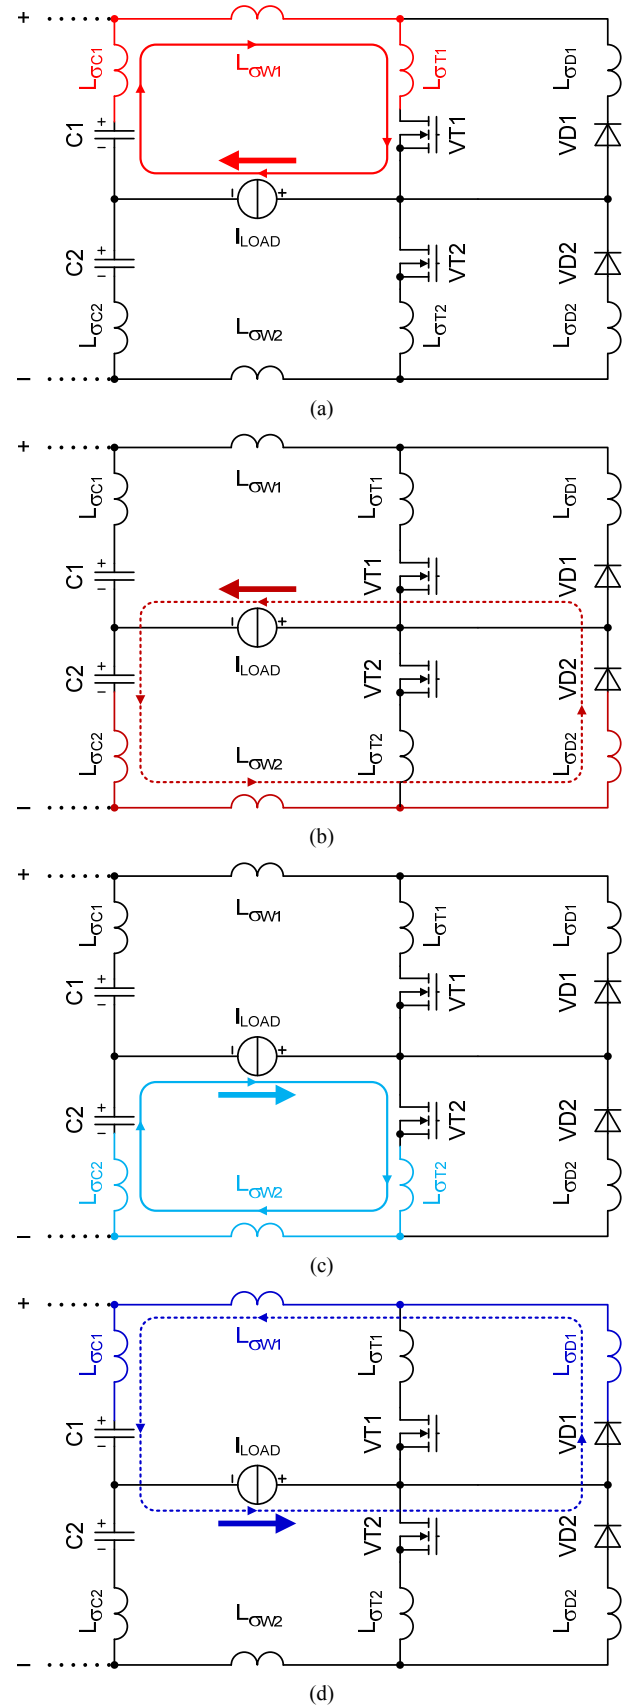 +
LσC1
LσW1
LσT1
LσD1
C1
+
−
VT1
VD1
− +
ILOAD
C2
+
−
VT2
VD2
LσC2
LσW2
LσT2
LσD2
−
(a)
+
LσC1
LσW1
LσT1
LσD1
C1
+
−
VT1
VD1
− +
ILOAD
C2
+
−
VT2
VD2
LσC2
LσW2
LσT2
LσD2
−
(b)
+
LσC1
LσW1
LσT1
LσD1
C1
+
−
VT1
VD1
ILOAD
− +
C2
+
−
VT2
VD2
LσC2
LσW2
LσT2
LσD2
−
(c)
+
LσC1
LσW1
LσT1
LσD1
C1
+
−
VT1
VD1
ILOAD
− +
C2
+
−
VT2
VD2
LσC2
LσW2
LσT2
LσD2
−
(d)